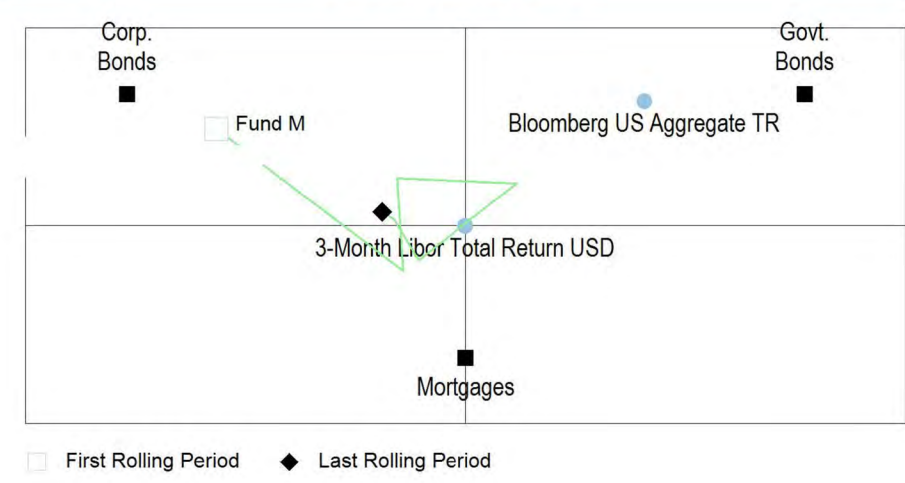 Corp.
Bonds
Govt.
Bonds
Fund M
Bloomberg US Aggregate TR
3-Month Libor Total Return USD
Mortgages
First Rolling Period
Last Rolling Period